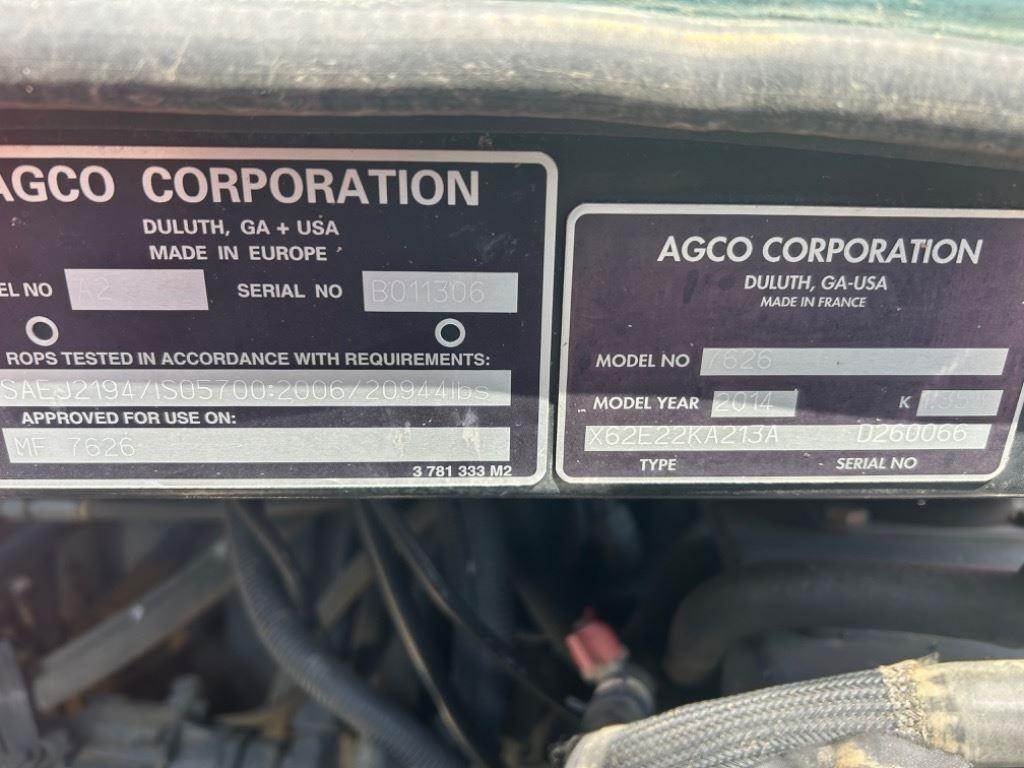 AGCO CORPORATION
DULUTH, GA + USA
MADE IN EUROPE
EL NO A2 SERIAL NO B011306
ROPS TESTED IN ACCORDANCE WITH REQUIREMENTS:
SAEJ2194/IS05700:2006/20944lbs
APPROVED FOR USE ON:
MF 7626
3 781 333 M2
AGCO CORPORATION
DULUTH, GA-USA
MADE IN FRANCE
MODEL NO 7626
MODEL YEAR 2014 K
X62E22KA213A D260066
TYPE SERIAL NO